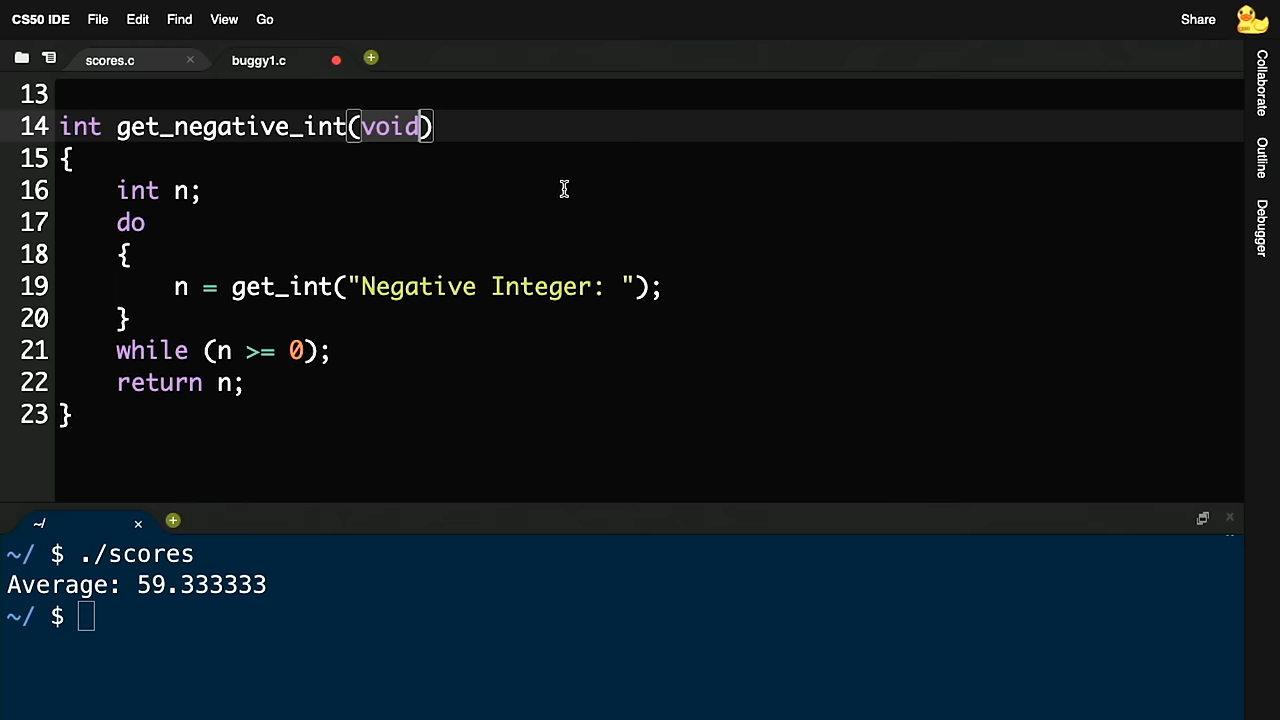 CS50 IDE File Edit Find View Go Share
scores.c × buggy1.c
13
14 int get_negative_int(void)
15 {
16     int n;
17     do
18     {
19         n = get_int("Negative Integer: ");
20     }
21     while (n >= 0);
22     return n;
23 }
Collaborate
Outline
Debugger
~/ ×
~/ $ ./scores
Average: 59.333333
~/ $